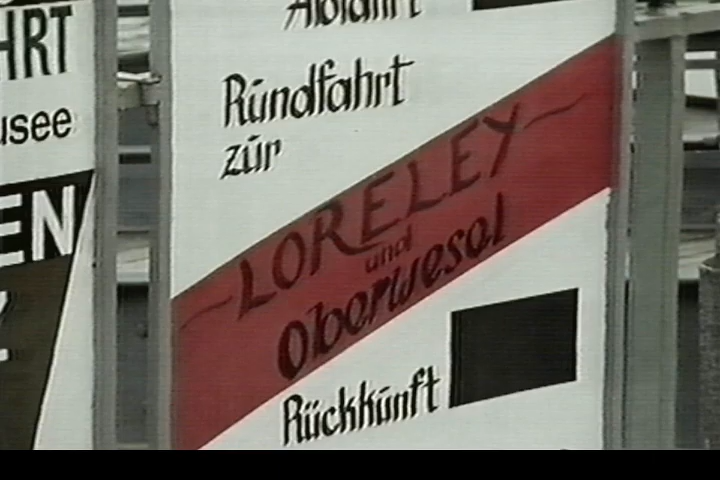 HRT
usee
EN
Abfahrt
Rundfahrt
zur
LORELEY
und
Oberwesel
Rückkunft